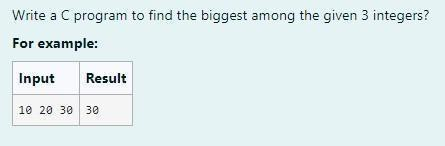 Write a C program to find the biggest among the given 3 integers?
For example:
Input Result
10 20 30 30